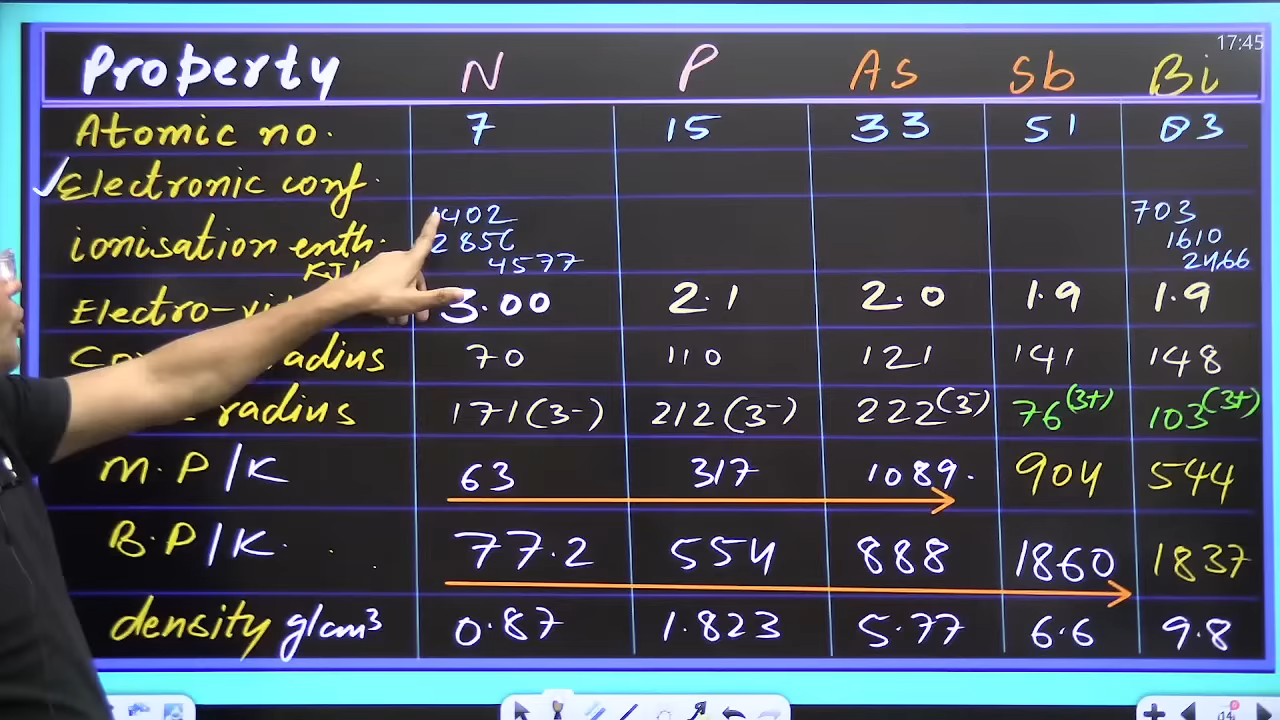 17:45
Property N P As Sb Bi
Atomic no. 7 15 33 51 83
Electronic conf.
1402 703
ionisation enth. 2856 1610
4577 2466
Electro- 3.00 2.1 2.0 1.9 1.9
radius 70 110 121 141 148
radius 171(3-) 212(3-) 222(3-) 76(3+) 103(3+)
M.P/K 63 317 1089. 904 544
B.P/K. 77.2 554 888 1860 1837
density g/cm³ 0.87 1.823 5.77 6.6 9.8
14